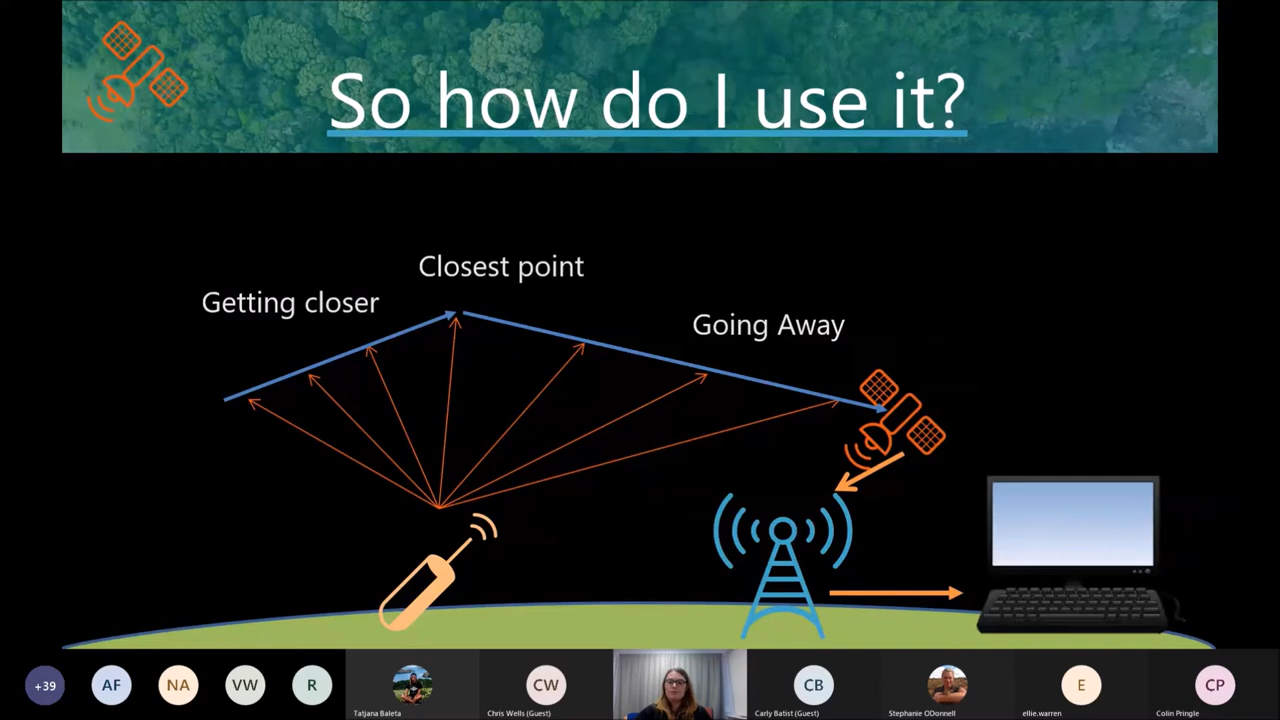 So how do I use it?
Closest point
Getting closer
Going Away
+39
AF
NA
VW
R
CW
CB
E
CP
Tatjana Baleta
Chris Wells (Guest)
Carly Batist (Guest)
Stephanie ODonnell
ellie.warren
Colin Pringle